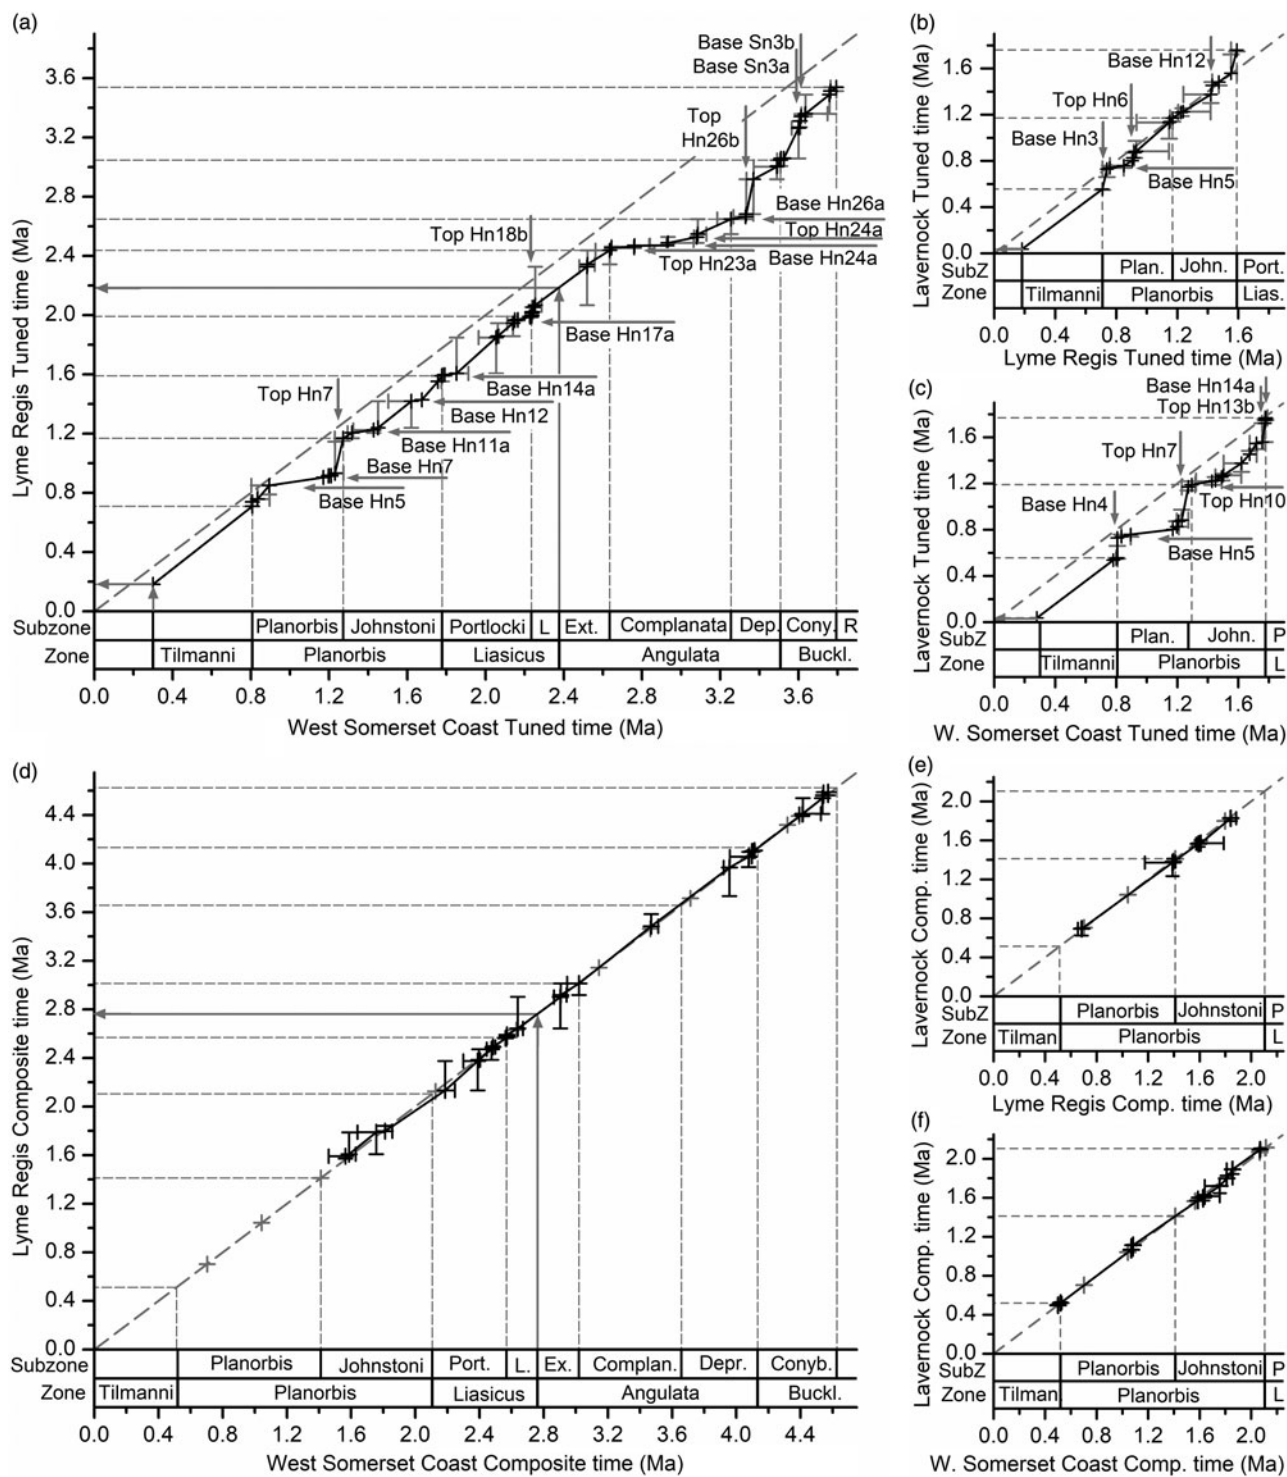 (a)
Lyme Regis Tuned time (Ma)
3.6
3.2
2.8
2.4
2.0
1.6
1.2
0.8
0.4
0.0
Base Sn3b
Base Sn3a
Top
Hn26b
Top Hn18b
Base Hn26a
Top Hn24a
Base Hn24a
Top Hn23a
Base Hn17a
Top Hn7
Base Hn14a
Base Hn12
Base Hn11a
Base Hn7
Base Hn5
Subzone Planorbis Johnstoni Portlocki L Ext. Complanata Dep. Cony. R
Zone Tilmanni Planorbis Liasicus Angulata Buckl.
0.0 0.4 0.8 1.2 1.6 2.0 2.4 2.8 3.2 3.6
West Somerset Coast Tuned time (Ma)
(b)
Lavernock Tuned time (Ma)
1.6
1.2
0.8
0.4
0.0
Base Hn12
Top Hn6
Base Hn3
Base Hn5
SubZ Plan. John. Port.
Zone Tilmanni Planorbis Lias.
0.0 0.4 0.8 1.2 1.6
Lyme Regis Tuned time (Ma)
(c)
Lavernock Tuned time (Ma)
1.6
1.2
0.8
0.4
0.0
Base Hn14a
Top Hn13b
Top Hn7
Base Hn4
Top Hn10
Base Hn5
SubZ Plan. John. P
Zone Tilmanni Planorbis L
0.0 0.4 0.8 1.2 1.6
W. Somerset Coast Tuned time (Ma)
(d)
Lyme Regis Composite time (Ma)
4.4
4.0
3.6
3.2
2.8
2.4
2.0
1.6
1.2
0.8
0.4
0.0
Subzone Planorbis Johnstoni Port. L. Ex. Complan. Depr. Conyb.
Zone Tilmanni Planorbis Liasicus Angulata Buckl.
0.0 0.4 0.8 1.2 1.6 2.0 2.4 2.8 3.2 3.6 4.0 4.4
West Somerset Coast Composite time (Ma)
(e)
Lavernock Comp. time (Ma)
2.0
1.6
1.2
0.8
0.4
0.0
SubZ Planorbis Johnstoni P
Zone Tilman Planorbis L
0.0 0.4 0.8 1.2 1.6 2.0
Lyme Regis Comp. time (Ma)
(f)
Lavernock Comp. time (Ma)
2.0
1.6
1.2
0.8
0.4
0.0
SubZ Planorbis Johnstoni P
Zone Tilman Planorbis L
0.0 0.4 0.8 1.2 1.6 2.0
W. Somerset Coast Comp. time (Ma)